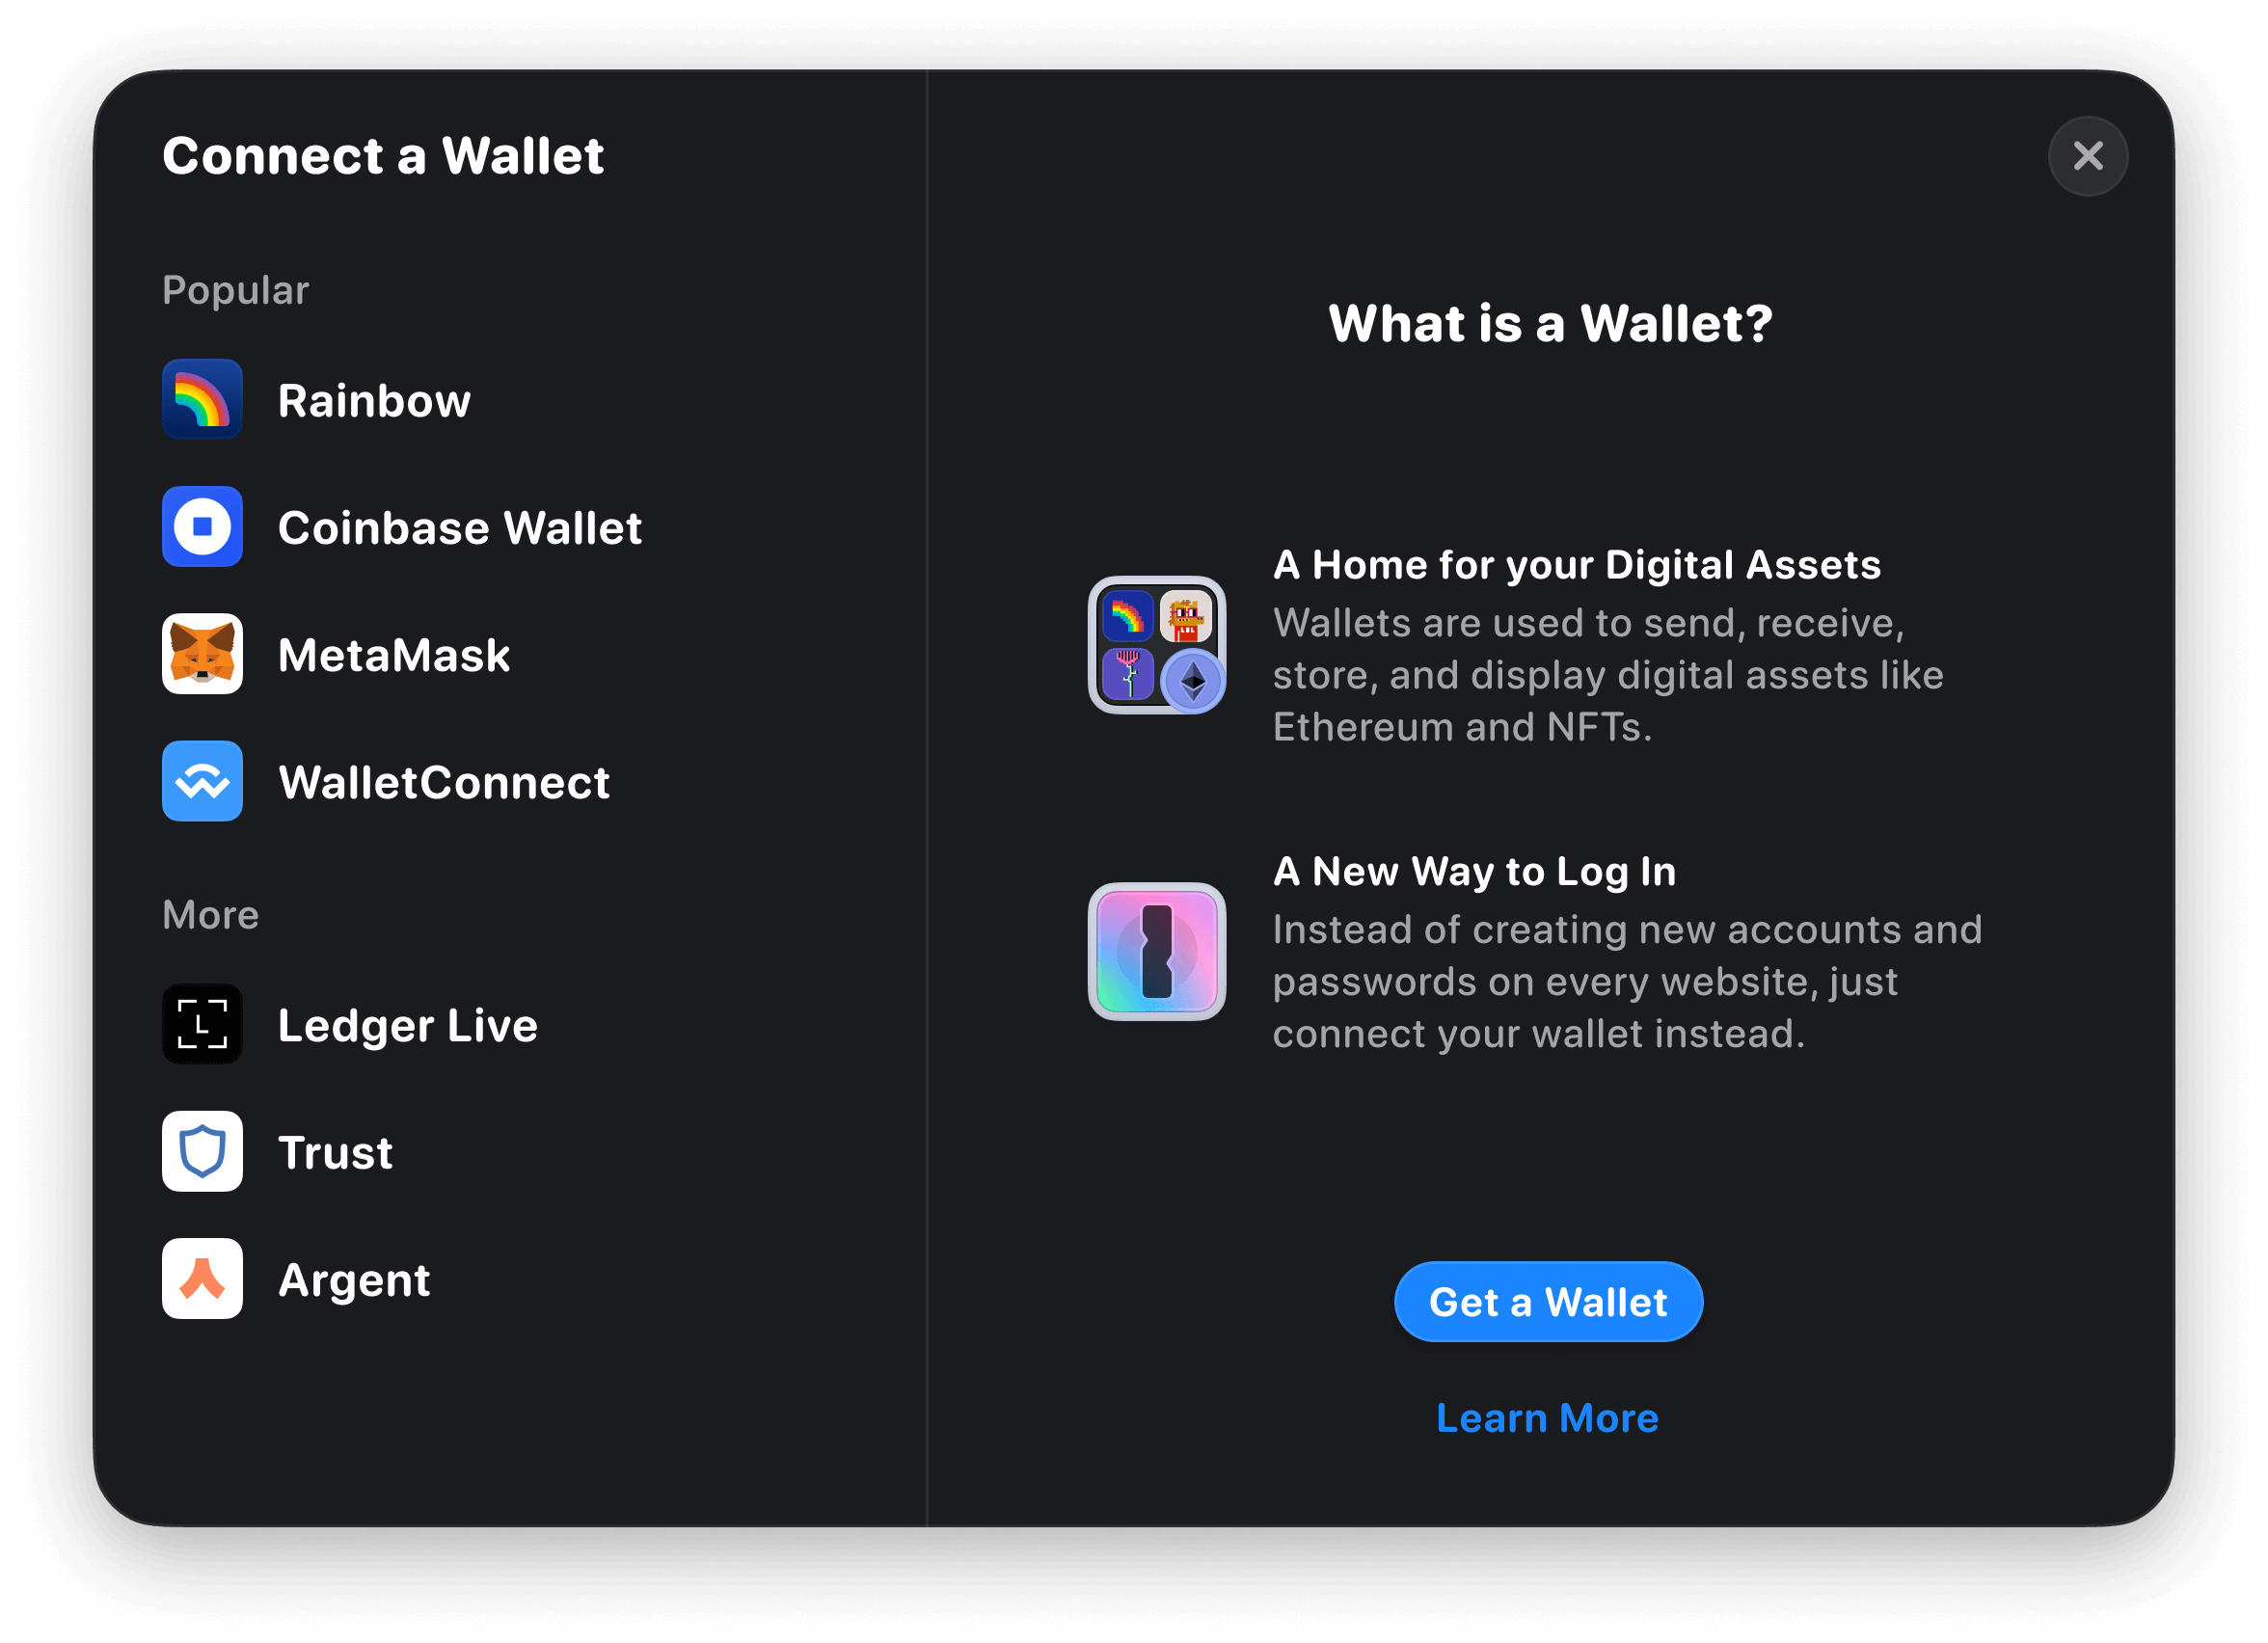 Connect a Wallet
Popular
Rainbow
Coinbase Wallet
MetaMask
WalletConnect
More
L
Ledger Live
Trust
Argent
What is a Wallet?
A Home for your Digital Assets
Wallets are used to send, receive,
store, and display digital assets like
Ethereum and NFTs.
A New Way to Log In
Instead of creating new accounts and
passwords on every website, just
connect your wallet instead.
Get a Wallet
Learn More